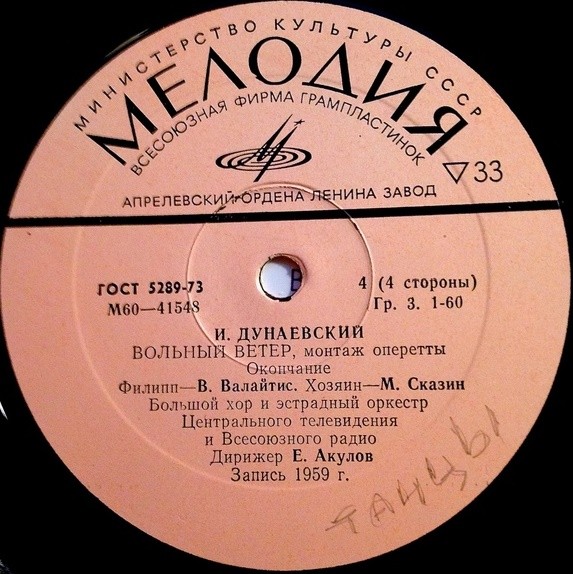 МИНИСТЕРСТВО КУЛЬТУРЫ СССР
МЕЛОДИЯ
ВСЕСОЮЗНАЯ ФИРМА ГРАМПЛАСТИНОК
33
АПРЕЛЕВСКИЙ ОРДЕНА ЛЕНИНА ЗАВОД
ГОСТ 5289-73
М60—41548
4 (4 стороны)
Гр. 3. 1-60
И. ДУНАЕВСКИЙ
ВОЛЬНЫЙ ВЕТЕР, монтаж оперетты
Окончание
Филипп—В. Валайтис. Хозяин—М. Сказин
Большой хор и эстрадный оркестр
Центрального телевидения
и Всесоюзного радио
Дирижер Е. Акулов
Запись 1959 г.
танцы